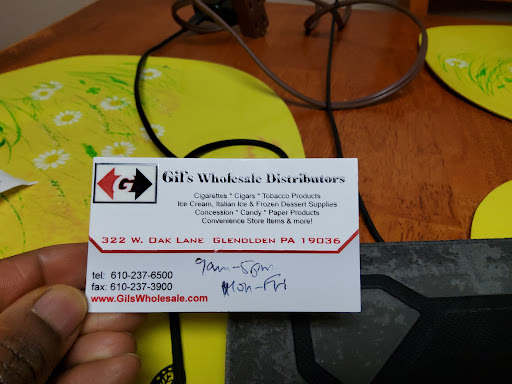 G
Gil's Wholesale Distributors
Cigarettes * Cigars * Tobacco Products
Ice Cream, Italian Ice & Frozen Dessert Supplies
Concession * Candy * Paper Products
Convenience Store Items & more!
322 W. Oak Lane Glenolden PA 19036
tel: 610-237-6500
fax: 610-237-3900
www.GilsWholesale.com
9am-5pm
Mon-Fri